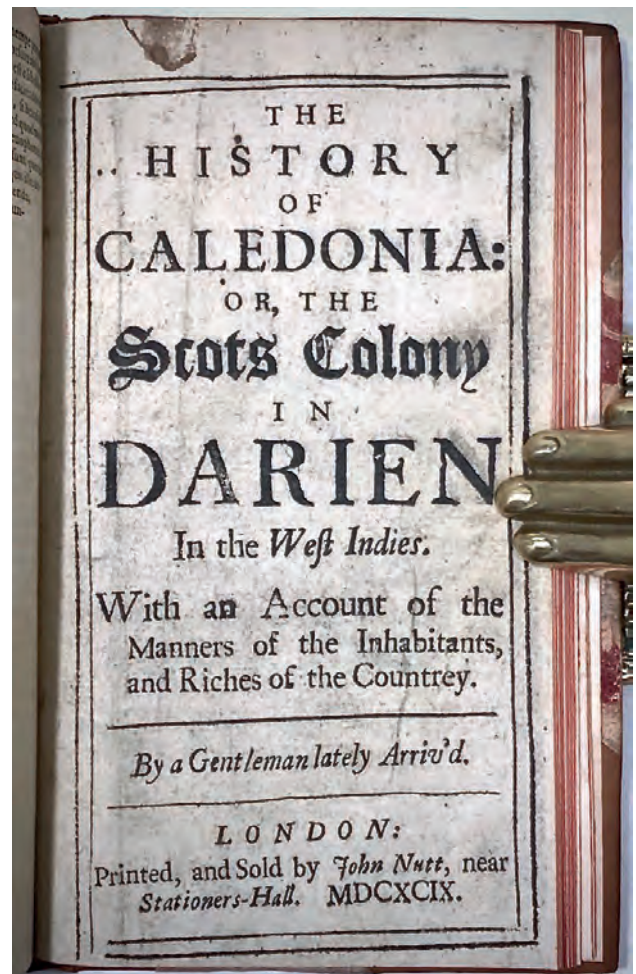 THE
HISTORY
OF
CALEDONIA:
OR, THE
Scots Colony
IN
DARIEN
In the Weſt Indies.
With an Account of the
Manners of the Inhabitants,
and Riches of the Countrey.
By a Gentleman lately Arriv'd.
LONDON:
Printed, and Sold by John Nutt, near
Stationers-Hall. MDCXCIX.